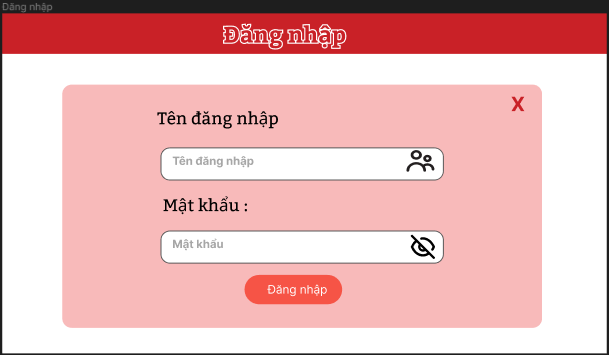 Đăng nhập
Đăng nhập
X
Tên đăng nhập
Tên đăng nhập
Mật khẩu :
Mật khẩu
Đăng nhập